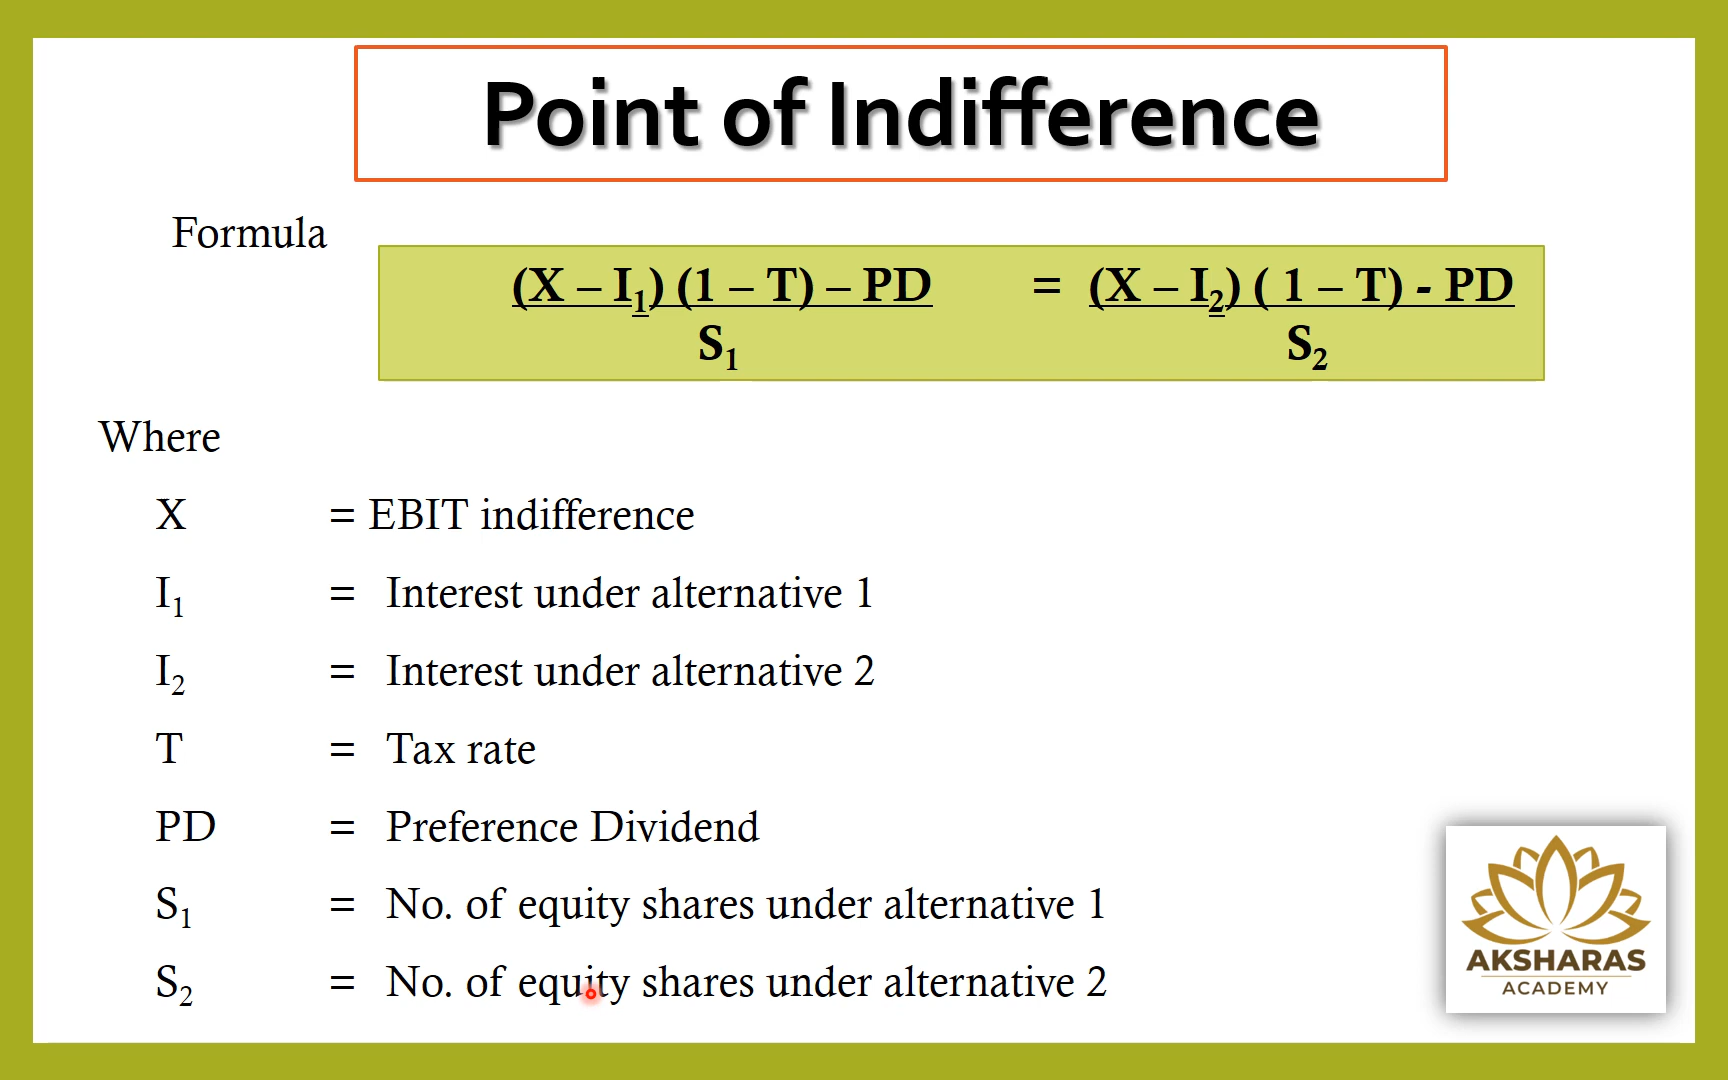 Point of Indifference
Formula
(X – I₁) (1 – T) – PD = (X – I₂) ( 1 – T) - PD
S₁ S₂
Where
X = EBIT indifference
I₁ = Interest under alternative 1
I₂ = Interest under alternative 2
T = Tax rate
PD = Preference Dividend
S₁ = No. of equity shares under alternative 1
S₂ = No. of equity shares under alternative 2
AKSHARAS
ACADEMY